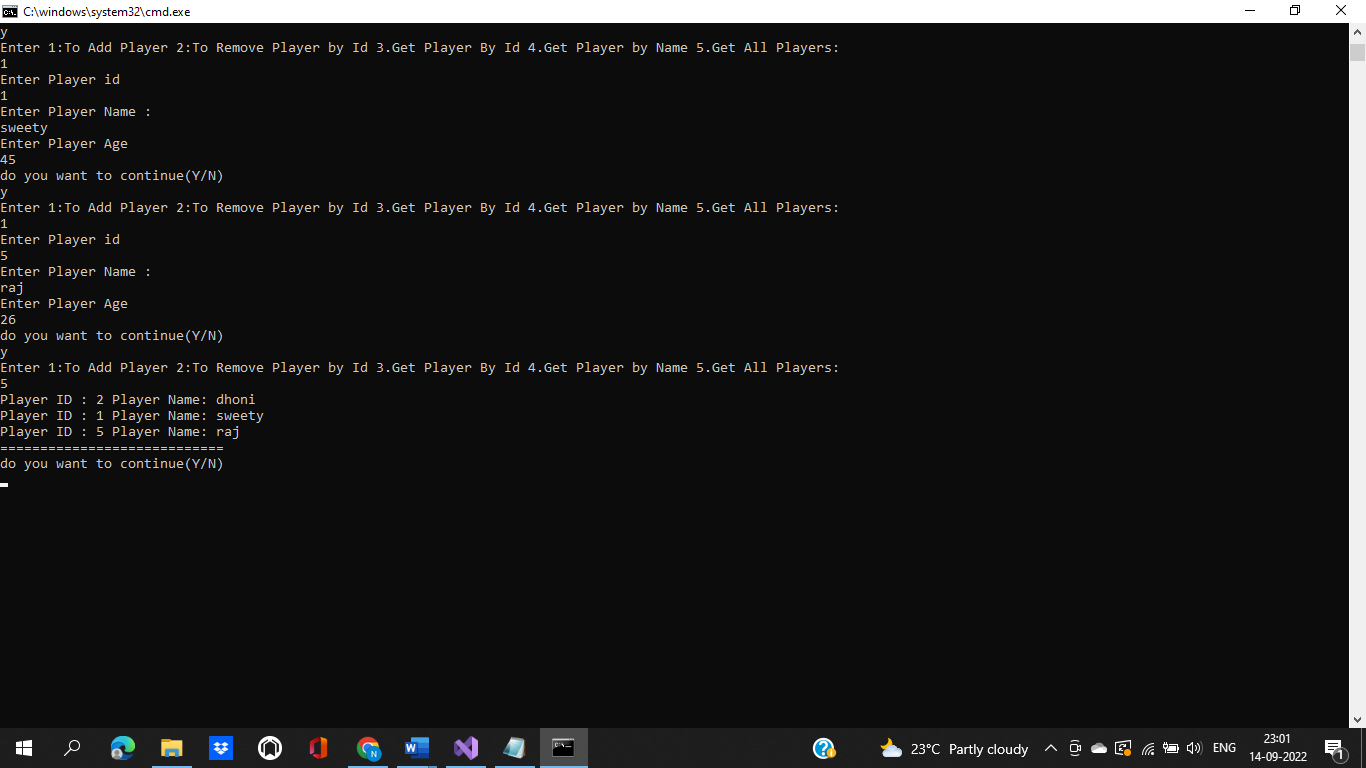 C:\windows\system32\cmd.exe
y
Enter 1:To Add Player 2:To Remove Player by Id 3.Get Player By Id 4.Get Player by Name 5.Get All Players:
1
Enter Player id
1
Enter Player Name :
sweety
Enter Player Age
45
do you want to continue(Y/N)
y
Enter 1:To Add Player 2:To Remove Player by Id 3.Get Player By Id 4.Get Player by Name 5.Get All Players:
1
Enter Player id
5
Enter Player Name :
raj
Enter Player Age
26
do you want to continue(Y/N)
y
Enter 1:To Add Player 2:To Remove Player by Id 3.Get Player By Id 4.Get Player by Name 5.Get All Players:
5
Player ID : 2 Player Name: dhoni
Player ID : 1 Player Name: sweety
Player ID : 5 Player Name: raj
============================
do you want to continue(Y/N)
23°C Partly cloudy
ENG
23:01
14-09-2022
1